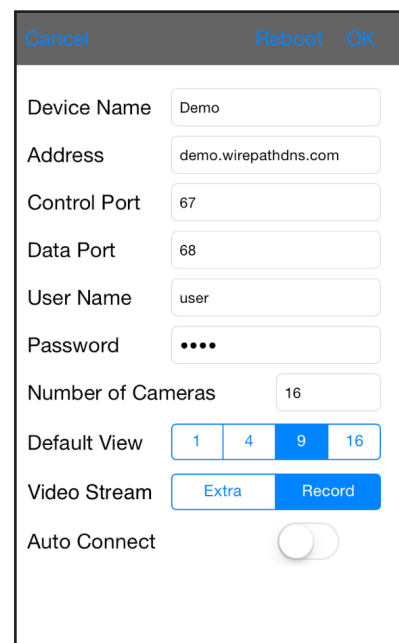 Cancel Reboot OK
Device Name Demo
Address demo.wirepathdns.com
Control Port 67
Data Port 68
User Name user
Password ••••
Number of Cameras 16
Default View 1 4 9 16
Video Stream Extra Record
Auto Connect